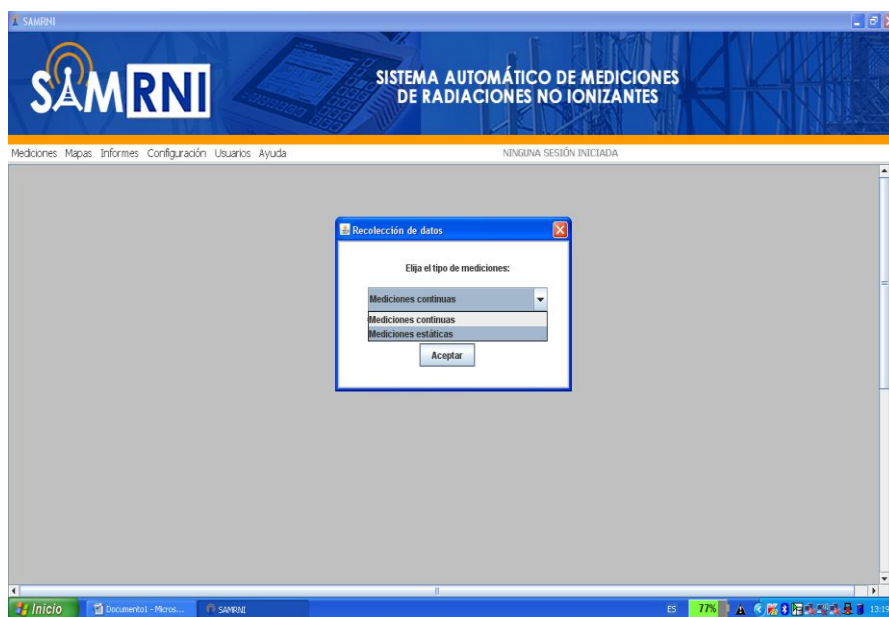 SAMRNI
SAMRNI
SISTEMA AUTOMÁTICO DE MEDICIONES
DE RADIACIONES NO IONIZANTES
Mediciones Mapas Informes Configuración Usuarios Ayuda
NINGUNA SESIÓN INICIADA
Recolección de datos
Elija el tipo de mediciones:
Mediciones continuas
Mediciones continuas
Mediciones estáticas
Aceptar
Inicio
Documento1 - Micros...
SAMRNI
ES
77%
13:19